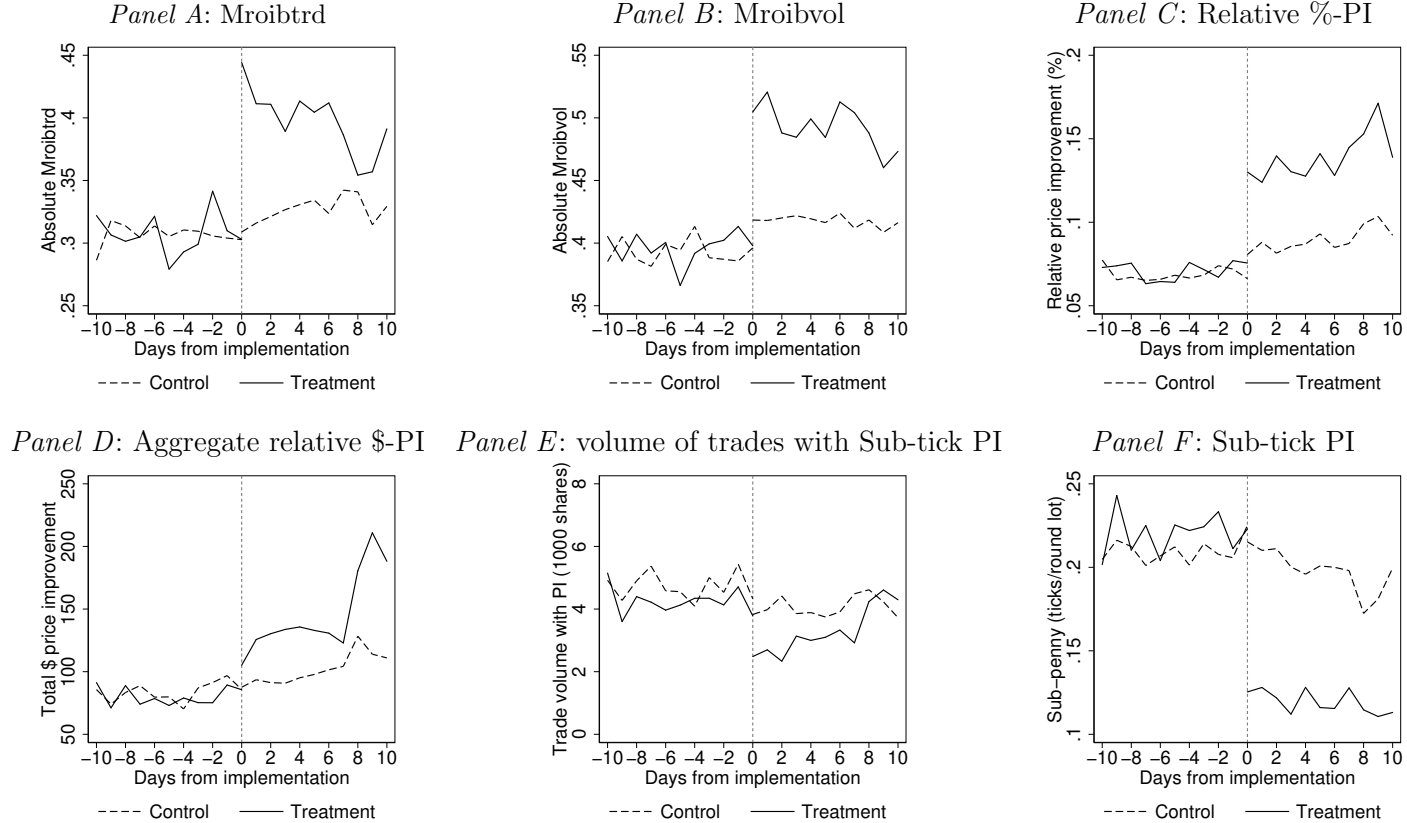 Panel A: Mroibtrd
Absolute Mroibtrd
.25 .3 .35 .4 .45
−10 −8 −6 −4 −2 0 2 4 6 8 10
Days from implementation
Control Treatment
Panel B: Mroibvol
Absolute Mroibvol
.35 .4 .45 .5 .55
−10 −8 −6 −4 −2 0 2 4 6 8 10
Days from implementation
Control Treatment
Panel C: Relative %-PI
Relative price improvement (%)
.05 .1 .15 .2
−10 −8 −6 −4 −2 0 2 4 6 8 10
Days from implementation
Control Treatment
Panel D: Aggregate relative $-PI
Total $ price improvement
50 100 150 200 250
−10 −8 −6 −4 −2 0 2 4 6 8 10
Days from implementation
Control Treatment
Panel E: volume of trades with Sub-tick PI
Trade volume with PI (1000 shares)
0 2 4 6 8
−10 −8 −6 −4 −2 0 2 4 6 8 10
Days from implementation
Control Treatment
Panel F: Sub-tick PI
Sub−penny (ticks/round lot)
.1 .15 .2 .25
−10 −8 −6 −4 −2 0 2 4 6 8 10
Days from implementation
Control Treatment